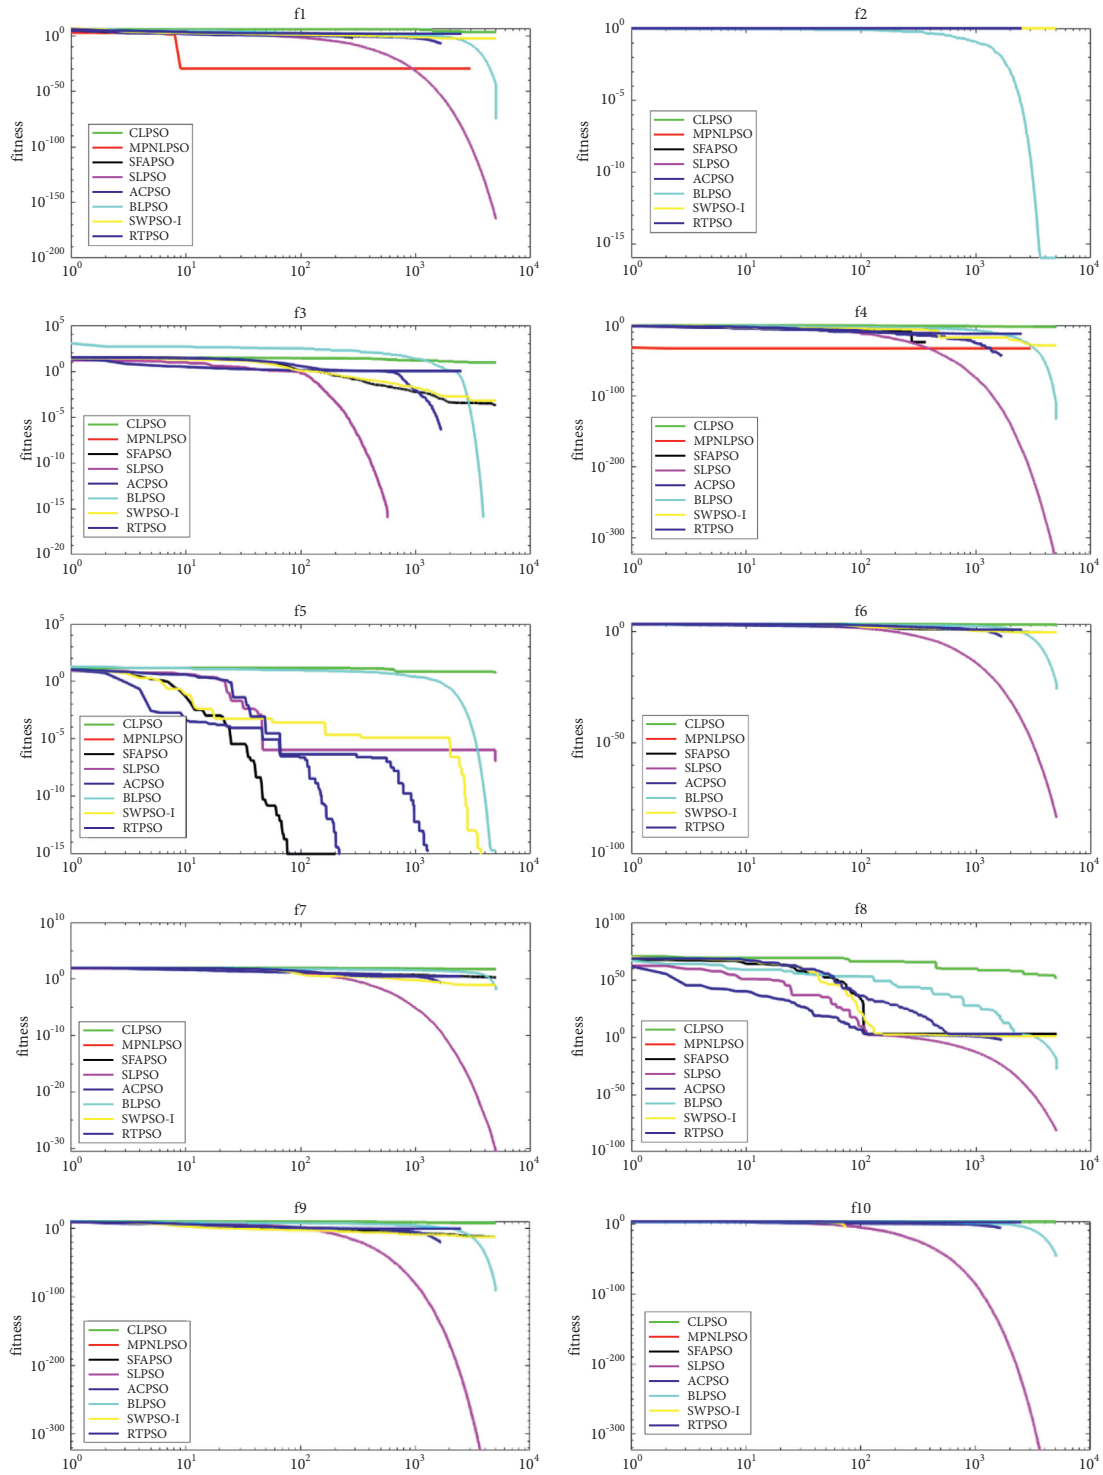 f1
10^0
10^-50
10^-100
10^-150
10^-200
fitness
CLPSO
MPNLPSO
SFAPSO
SLPSO
ACPSO
BLPSO
SWPSO-I
RTPSO
10^0 10^1 10^2 10^3 10^4
f2
10^0
10^-5
10^-10
10^-15
fitness
CLPSO
MPNLPSO
SFAPSO
SLPSO
ACPSO
BLPSO
SWPSO-I
RTPSO
10^0 10^1 10^2 10^3 10^4
f3
10^5
10^0
10^-5
10^-10
10^-15
10^-20
fitness
CLPSO
MPNLPSO
SFAPSO
SLPSO
ACPSO
BLPSO
SWPSO-I
RTPSO
10^0 10^1 10^2 10^3 10^4
f4
10^0
10^-100
10^-200
10^-300
fitness
CLPSO
MPNLPSO
SFAPSO
SLPSO
ACPSO
BLPSO
SWPSO-I
RTPSO
10^0 10^1 10^2 10^3 10^4
f5
10^5
10^0
10^-5
10^-10
10^-15
fitness
CLPSO
MPNLPSO
SFAPSO
SLPSO
ACPSO
BLPSO
SWPSO-I
RTPSO
10^0 10^1 10^2 10^3 10^4
f6
10^0
10^-50
10^-100
fitness
CLPSO
MPNLPSO
SFAPSO
SLPSO
ACPSO
BLPSO
SWPSO-I
RTPSO
10^0 10^1 10^2 10^3 10^4
f7
10^10
10^0
10^-10
10^-20
10^-30
fitness
CLPSO
MPNLPSO
SFAPSO
SLPSO
ACPSO
BLPSO
SWPSO-I
RTPSO
10^0 10^1 10^2 10^3 10^4
f8
10^100
10^50
10^0
10^-50
10^-100
fitness
CLPSO
MPNLPSO
SFAPSO
SLPSO
ACPSO
BLPSO
SWPSO-I
RTPSO
10^0 10^1 10^2 10^3 10^4
f9
10^0
10^-100
10^-200
10^-300
fitness
CLPSO
MPNLPSO
SFAPSO
SLPSO
ACPSO
BLPSO
SWPSO-I
RTPSO
10^0 10^1 10^2 10^3 10^4
f10
10^0
10^-100
10^-200
10^-300
fitness
CLPSO
MPNLPSO
SFAPSO
SLPSO
ACPSO
BLPSO
SWPSO-I
RTPSO
10^0 10^1 10^2 10^3 10^4